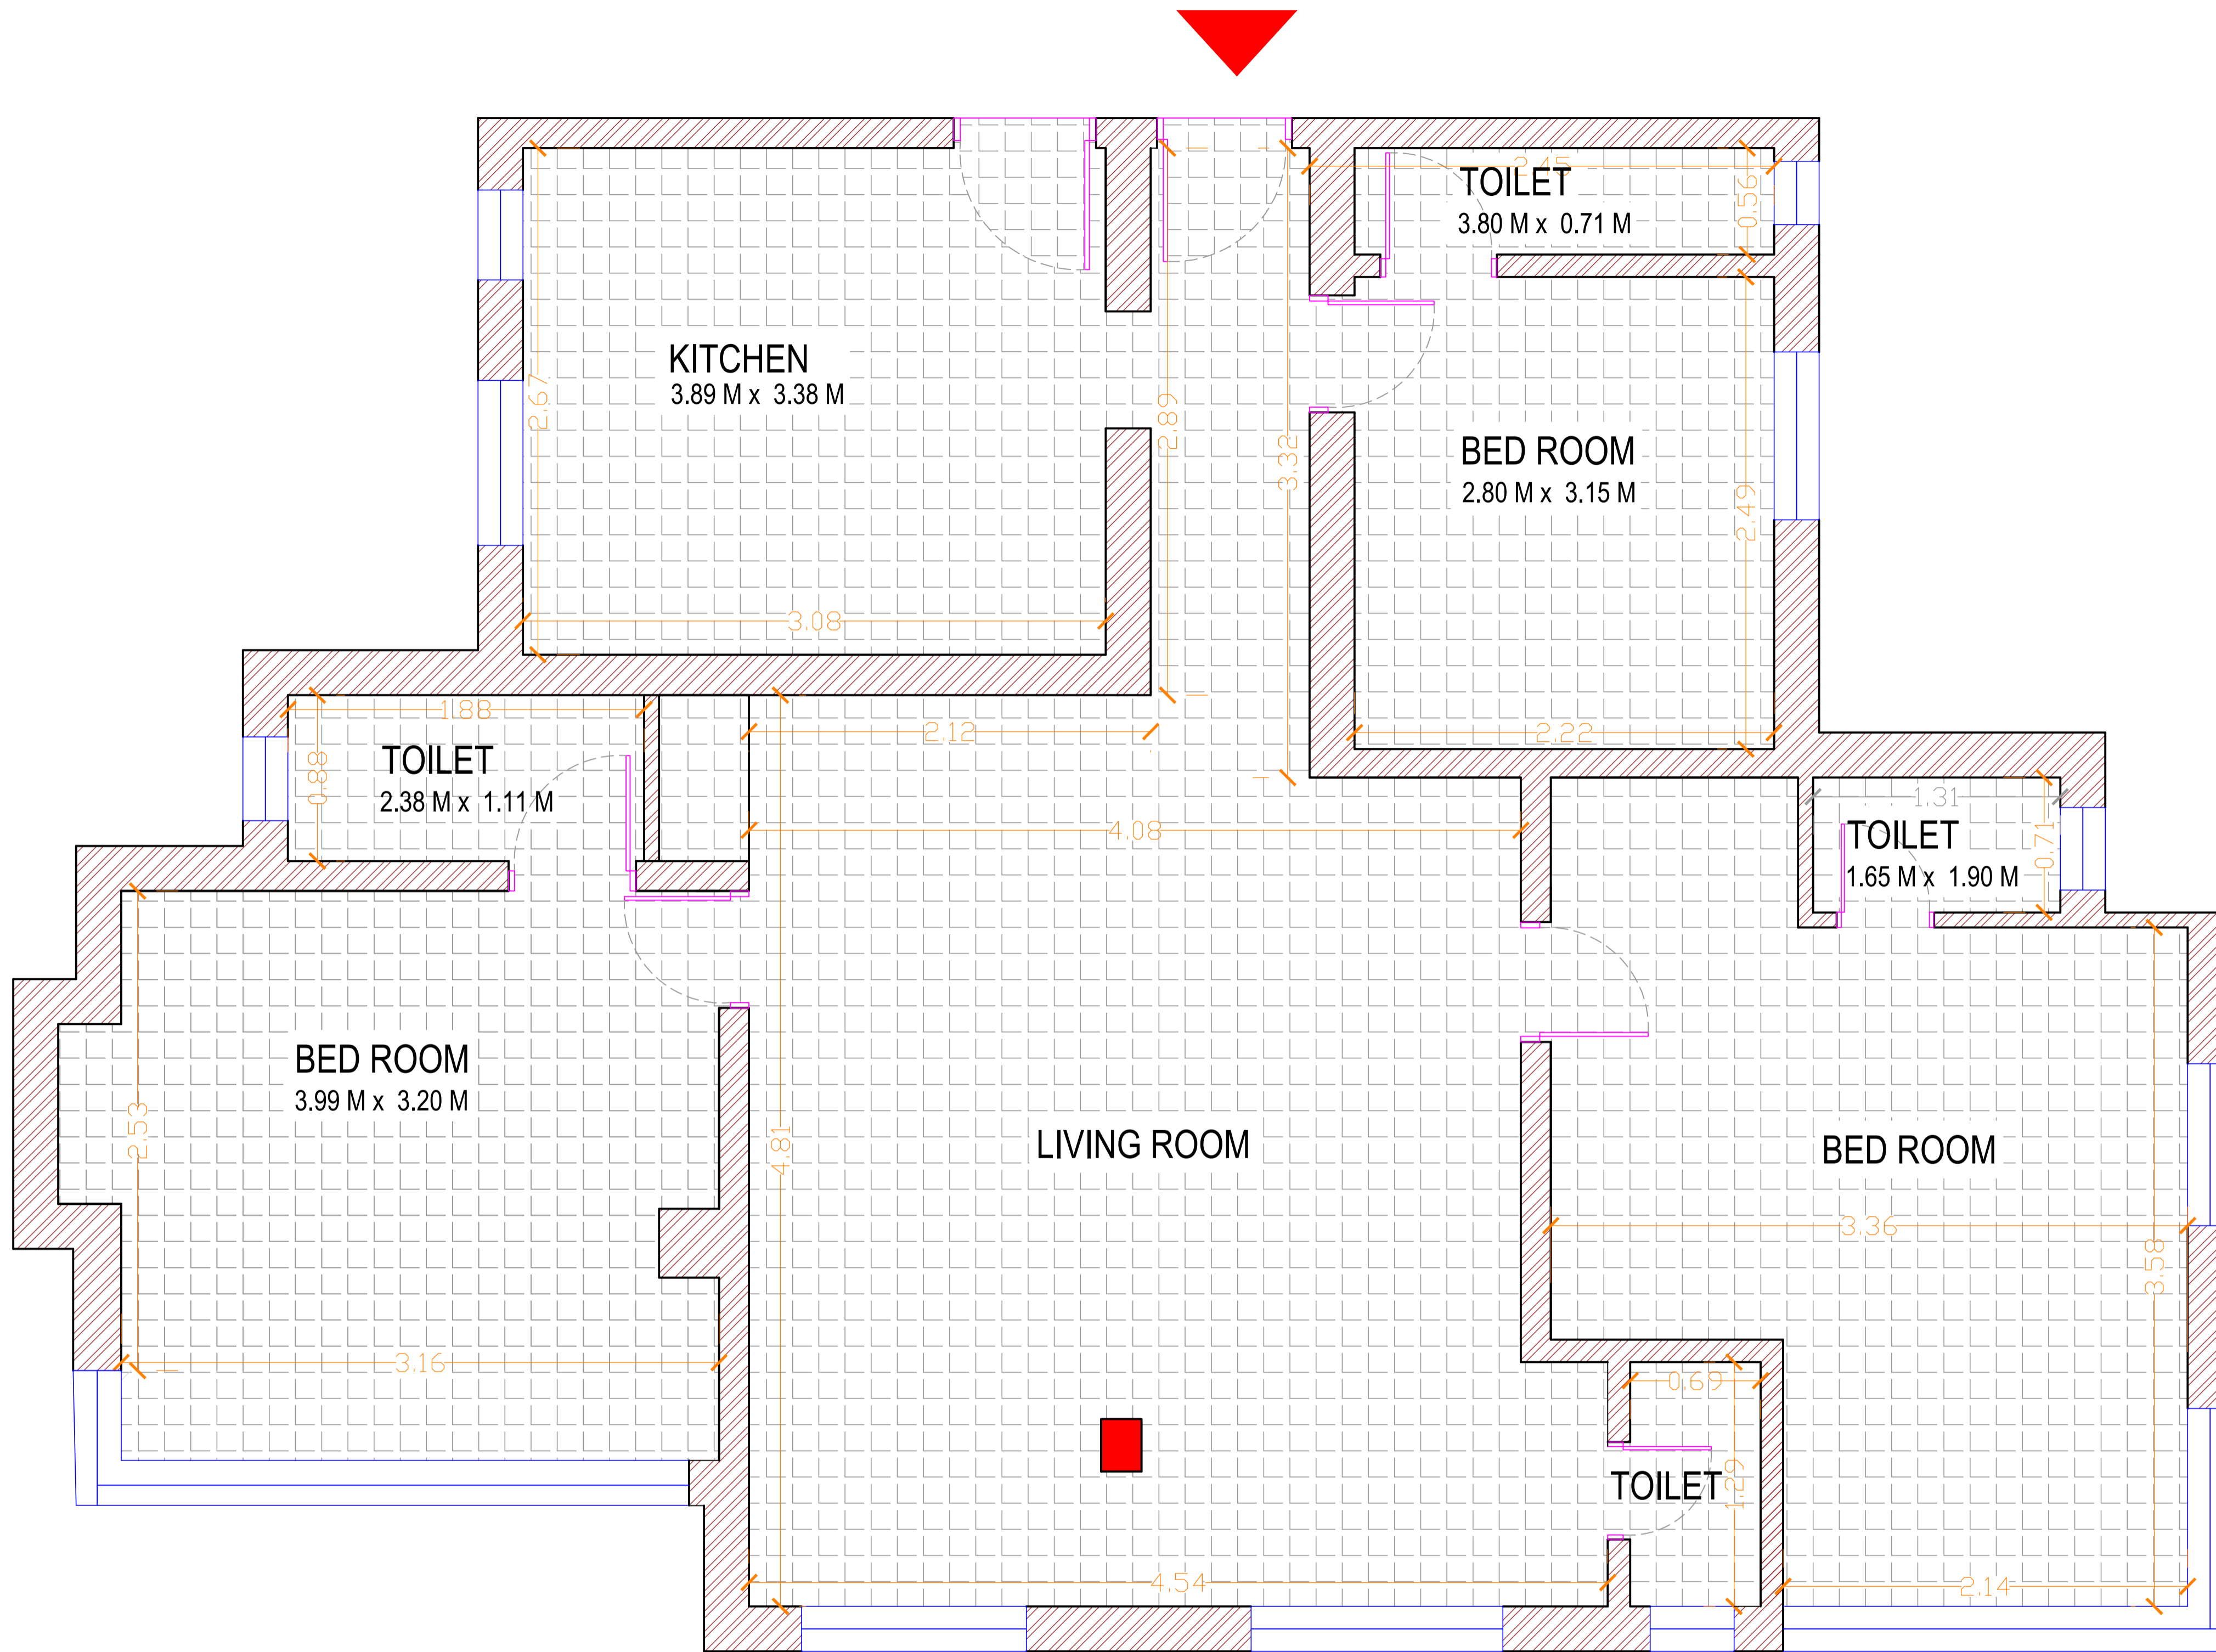 2.45
TOILET
3.80 M x 0.71 M
0.56
KITCHEN
3.89 M x 3.38 M
2.67
2.89
3.32
BED ROOM
2.80 M x 3.15 M
2.49
3.08
1.88
2.12
2.22
TOILET
2.38 M x 1.11 M
0.88
4.08
1.31
TOILET
1.65 M x 1.90 M
0.71
BED ROOM
3.99 M x 3.20 M
2.53
4.81
LIVING ROOM
BED ROOM
3.36
3.58
3.16
0.69
TOILET
1.29
4.54
2.14